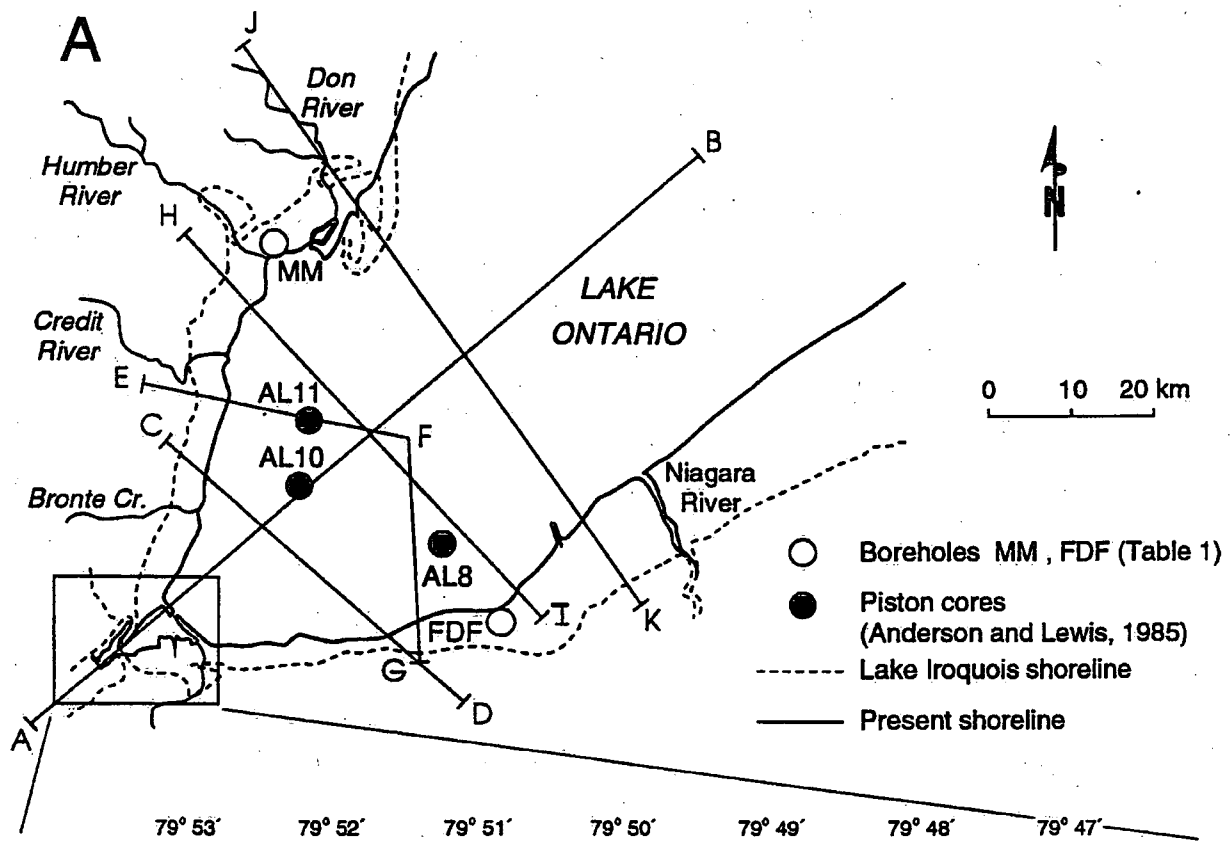 A
J
Don
River
Humber
River
H
B
N
MM
LAKE
ONTARIO
Credit
River
E
AL11
C
F
AL10
0 10 20 km
Bronte Cr.
Niagara
River
AL8
Boreholes MM , FDF (Table 1)
Piston cores
(Anderson and Lewis, 1985)
FDF
I
K
G
Lake Iroquois shoreline
D
Present shoreline
A
79° 53′ 79° 52′ 79° 51′ 79° 50′ 79° 49′ 79° 48′ 79° 47′